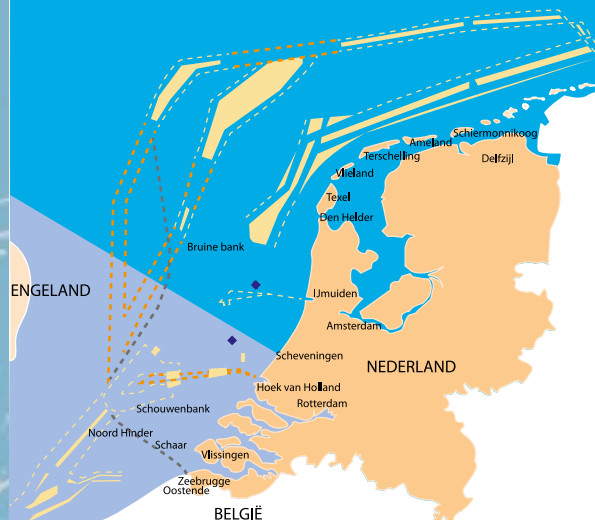 Schiermonnikoog
Ameland
Terschelling
Delfzijl
Vlieland
Texel
Den Helder
Bruine bank
ENGELAND
IJmuiden
Amsterdam
Scheveningen
NEDERLAND
Hoek van Holland
Rotterdam
Schouwenbank
Noord Hinder
Schaar
Vlissingen
Zeebrugge
Oostende
BELGIË